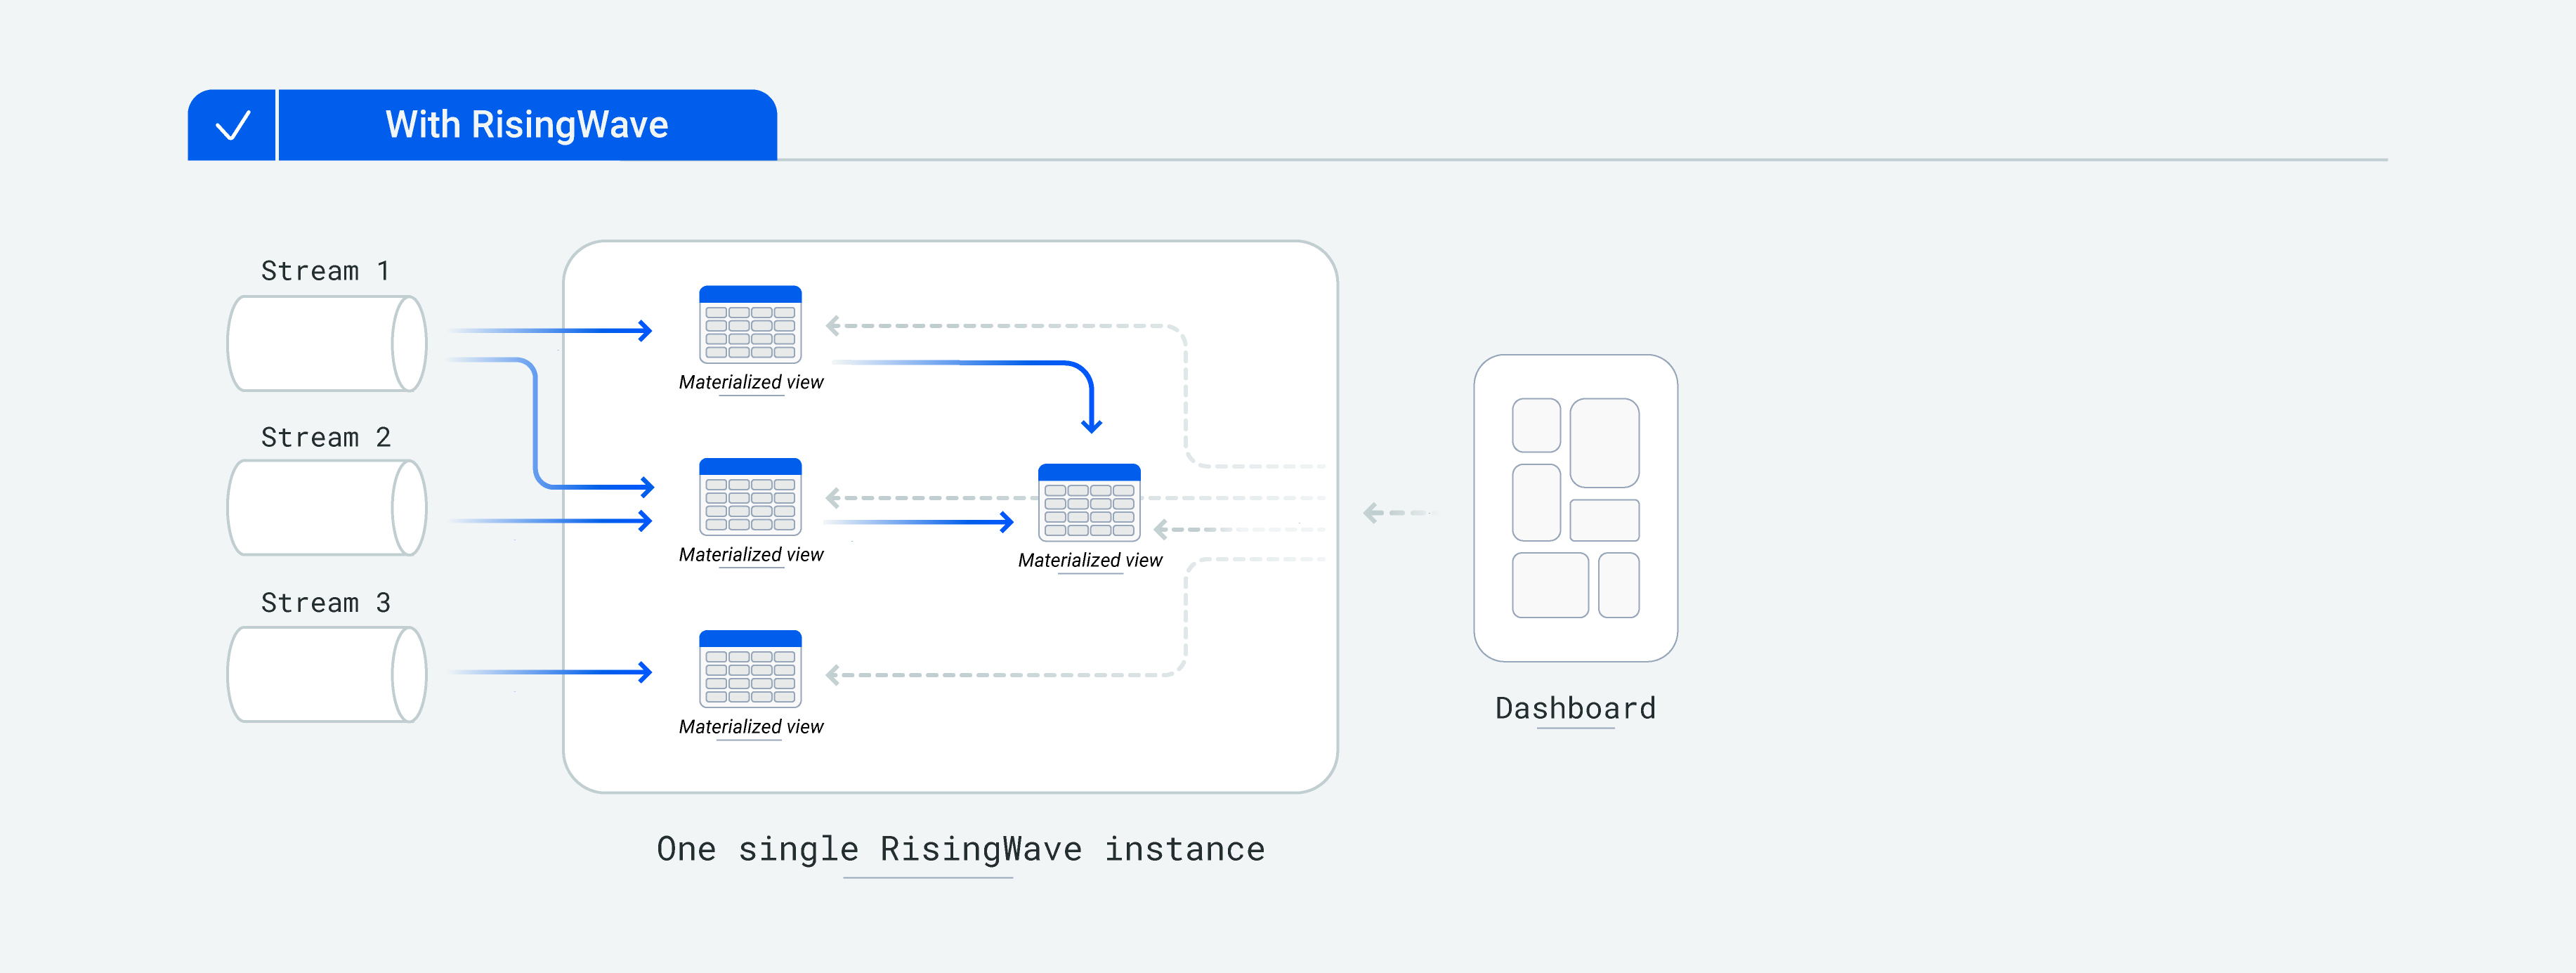 With RisingWave
Stream 1
Stream 2
Stream 3
Materialized view
Materialized view
Materialized view
Materialized view
Dashboard
One single RisingWave instance